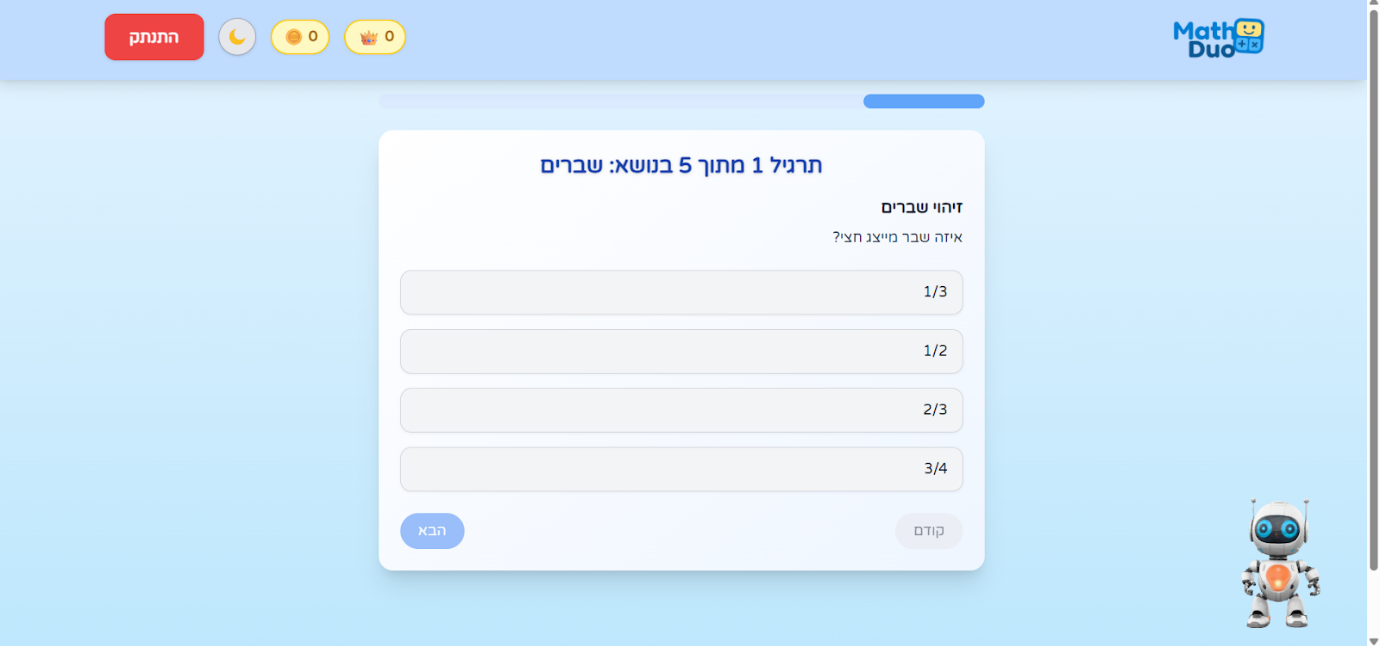 Math
Duo
0
0
התנתק
תרגיל 1 מתוך 5 בנושא: שברים
זיהוי שברים
איזה שבר מייצג חצי?
1/3
1/2
2/3
3/4
קודם
הבא